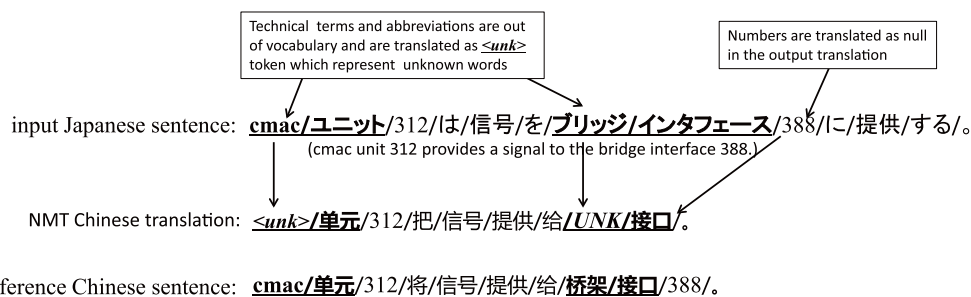 Technical terms and abbreviations are out
of vocabulary and are translated as <unk>
token which represent unknown words
Numbers are translated as null
in the output translation
input Japanese sentence: cmac/ユニット/312/は/信号/を/ブリッジ/インタフェース/388/に/提供/する/。
(cmac unit 312 provides a signal to the bridge interface 388.)
NMT Chinese translation: <unk>/单元/312/把/信号/提供/给/UNK/接口/。
ference Chinese sentence: cmac/单元/312/将/信号/提供/给/桥架/接口/388/。